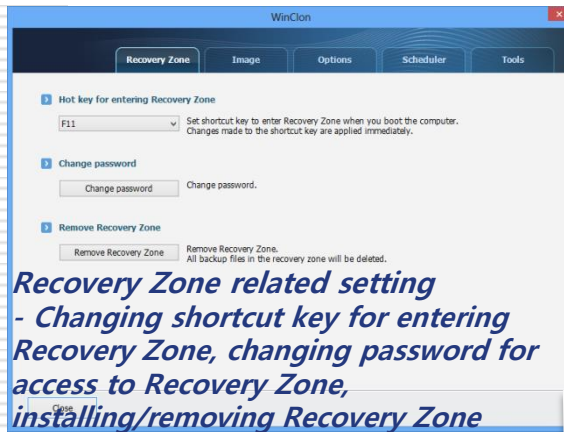 WinClon
Recovery Zone Image Options Scheduler Tools
Hot key for entering Recovery Zone
F11
Set shortcut key to enter Recovery Zone when you boot the computer.
Changes made to the shortcut key are applied immediately.
Change password
Change password
Change password.
Remove Recovery Zone
Remove Recovery Zone
Remove Recovery Zone.
All backup files in the recovery zone will be deleted.
Recovery Zone related setting
- Changing shortcut key for entering
Recovery Zone, changing password for
access to Recovery Zone,
Close
installing/removing Recovery Zone